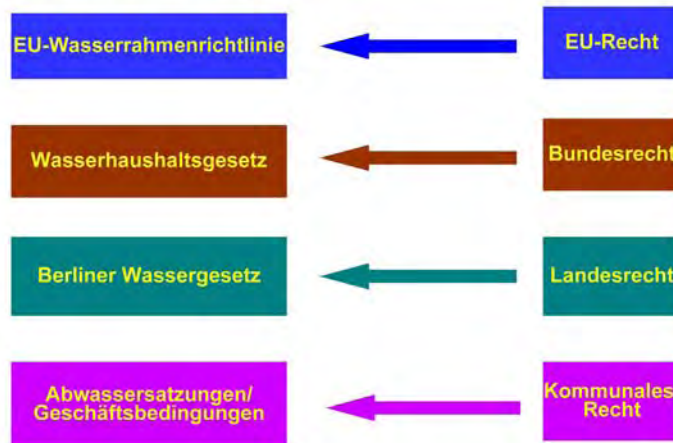 EU-Wasserrahmenrichtlinie
EU-Recht
Wasserhaushaltsgesetz
Bundesrecht
Berliner Wassergesetz
Landesrecht
Abwassersatzungen/
Geschäftsbedingungen
Kommunales
Recht